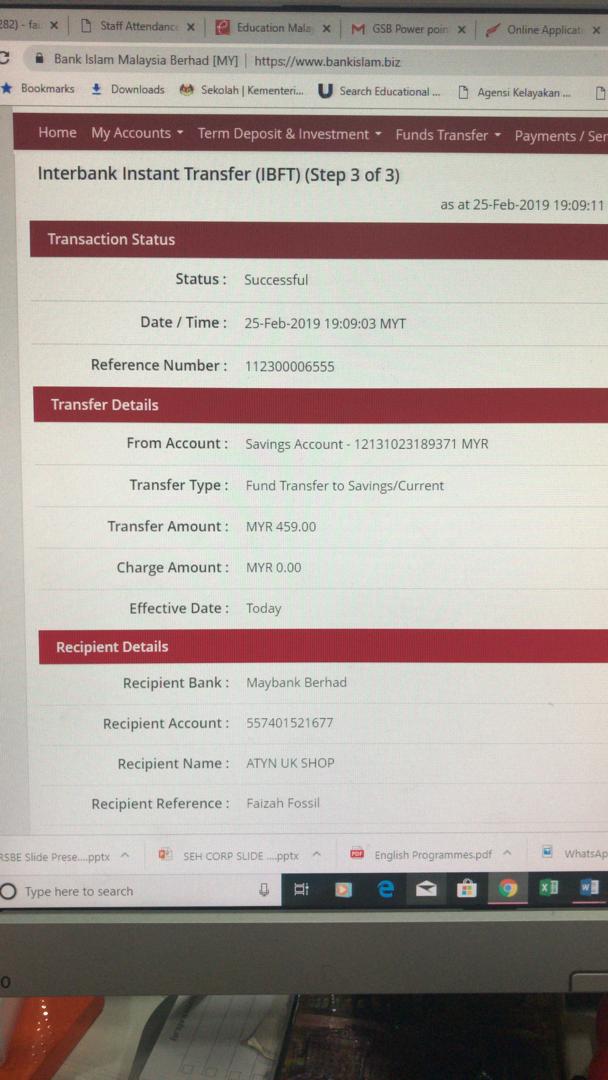 282) - fa
Staff Attendanc
Education Mala
GSB Power poin
Online Applicat
Bank Islam Malaysia Berhad [MY] | https://www.bankislam.biz
Bookmarks
Downloads
Sekolah | Kementeri...
Search Educational ...
Agensi Kelayakan ...
Home
My Accounts
Term Deposit & Investment
Funds Transfer
Payments / Ser
Interbank Instant Transfer (IBFT) (Step 3 of 3)
as at 25-Feb-2019 19:09:11
Transaction Status
Status : Successful
Date / Time : 25-Feb-2019 19:09:03 MYT
Reference Number : 112300006555
Transfer Details
From Account : Savings Account - 12131023189371 MYR
Transfer Type : Fund Transfer to Savings/Current
Transfer Amount : MYR 459.00
Charge Amount : MYR 0.00
Effective Date : Today
Recipient Details
Recipient Bank : Maybank Berhad
Recipient Account : 557401521677
Recipient Name : ATYN UK SHOP
Recipient Reference : Faizah Fossil
RSBE Slide Prese....pptx
SEH CORP SLIDE ....pptx
English Programmes.pdf
WhatsAp
Type here to search